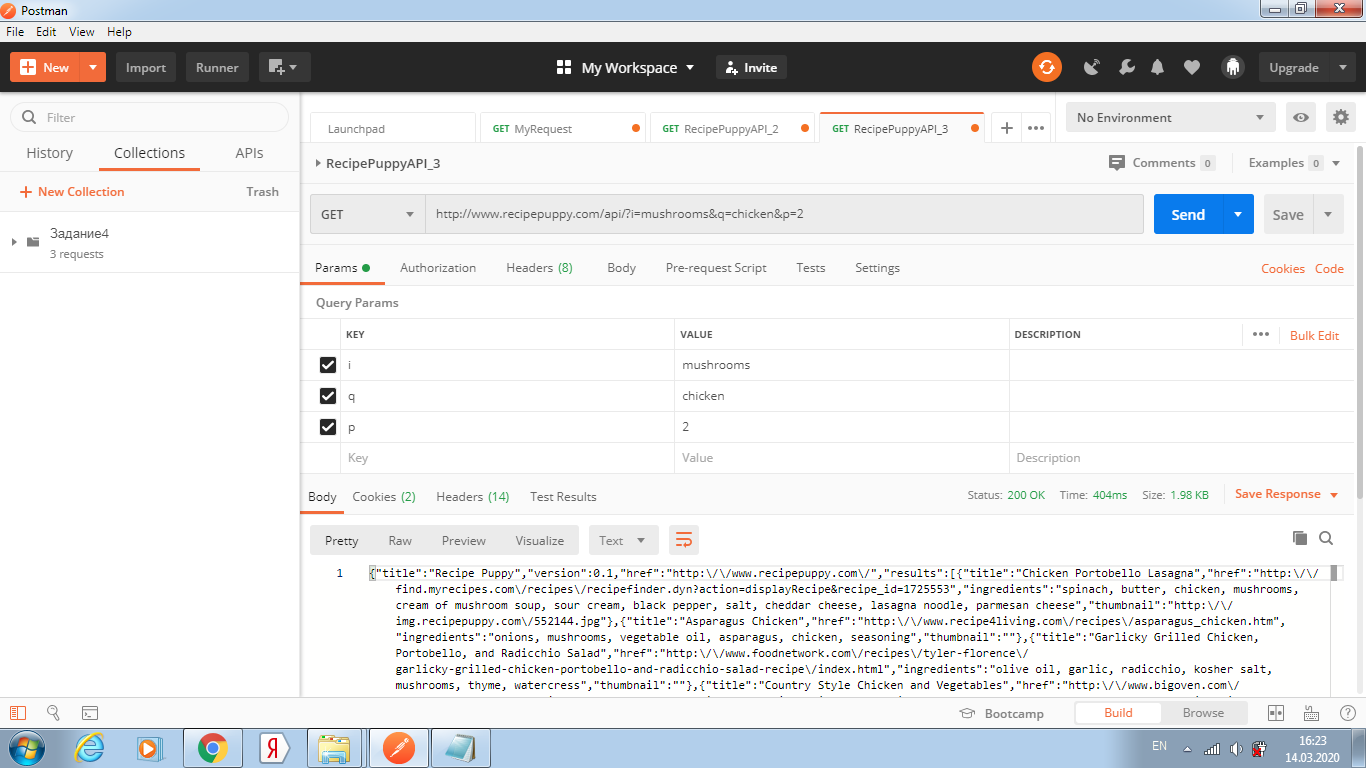 Postman
File Edit View Help
New Import Runner My Workspace Invite Upgrade
Filter
History Collections APIs
New Collection Trash
Задание4
3 requests
Launchpad GET MyRequest GET RecipePuppyAPI_2 GET RecipePuppyAPI_3 No Environment
RecipePuppyAPI_3 Comments 0 Examples 0
GET http://www.recipepuppy.com/api/?i=mushrooms&q=chicken&p=2 Send Save
Params Authorization Headers (8) Body Pre-request Script Tests Settings Cookies Code
Query Params
KEY VALUE DESCRIPTION Bulk Edit
i mushrooms
q chicken
p 2
Key Value Description
Body Cookies (2) Headers (14) Test Results Status: 200 OK Time: 404ms Size: 1.98 KB Save Response
Pretty Raw Preview Visualize Text
1 {"title":"Recipe Puppy","version":0.1,"href":"http:\/\/www.recipepuppy.com\/","results":[{"title":"Chicken Portobello Lasagna","href":"http:\/\/
find.myrecipes.com\/recipes\/recipefinder.dyn?action=displayRecipe&recipe_id=1725553","ingredients":"spinach, butter, chicken, mushrooms,
cream of mushroom soup, sour cream, black pepper, salt, cheddar cheese, lasagna noodle, parmesan cheese","thumbnail":"http:\/\/
img.recipepuppy.com\/552144.jpg"},{"title":"Asparagus Chicken","href":"http:\/\/www.recipe4living.com\/recipes\/asparagus_chicken.htm",
"ingredients":"onions, mushrooms, vegetable oil, asparagus, chicken, seasoning","thumbnail":""},{"title":"Garlicky Grilled Chicken,
Portobello, and Radicchio Salad","href":"http:\/\/www.foodnetwork.com\/recipes\/tyler-florence\/
garlicky-grilled-chicken-portobello-and-radicchio-salad-recipe\/index.html","ingredients":"olive oil, garlic, radicchio, kosher salt,
mushrooms, thyme, watercress","thumbnail":""},{"title":"Country Style Chicken and Vegetables","href":"http:\/\/www.bigoven.com\/
Bootcamp Build Browse
EN 16:23
14.03.2020